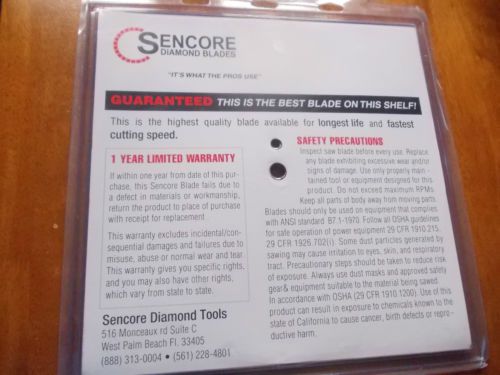 SENCORE
DIAMOND BLADES
"IT'S WHAT THE PROS USE"
GUARANTEED THIS IS THE BEST BLADE ON THIS SHELF!
This is the highest quality blade available for longest life and fastest
cutting speed.
1 YEAR LIMITED WARRANTY
If within one year from date of this pur-
chase, this Sencore Blade fails due to
a defect in materials or workmanship,
return the product to place of purchase
with receipt for replacement.
This warranty excludes incidental/con-
sequential damages and failures due to
misuse, abuse or normal wear and tear.
This warranty gives you specific rights,
and you may also have other rights,
which vary from state to state.
Sencore Diamond Tools
516 Monceaux rd Suite C
West Palm Beach Fl. 33405
(888) 313-0004 • (561) 228-4801
SAFETY PRECAUTIONS
Inspect saw blade before every use. Replace
any blade exhibiting excessive wear and/or
signs of damage. Use only properly main-
tained tool or equipment designed for this
product. Do not exceed maximum RPMs.
Keep all parts of body away from moving parts.
Blades should only be used on equipment that complies
with ANSI standard B7.1-1970. Follow all OSHA guidelines
for safe operation of power equipment 29 CFR 1910.215,
29 CFR 1926.702(i). Some dust particles generated by
sawing may cause irritation to eyes, skin, and respiratory
tract. Precautionary steps should be taken to reduce risk
of exposure. Always use dust masks and approved safety
gear& equipment suitable to the material being sawed.
In accordance with OSHA (29 CFR 1910.1200). Use of this
product can result in exposure to chemicals known to the
state of California to cause cancer, birth defects or repro-
ductive harm.